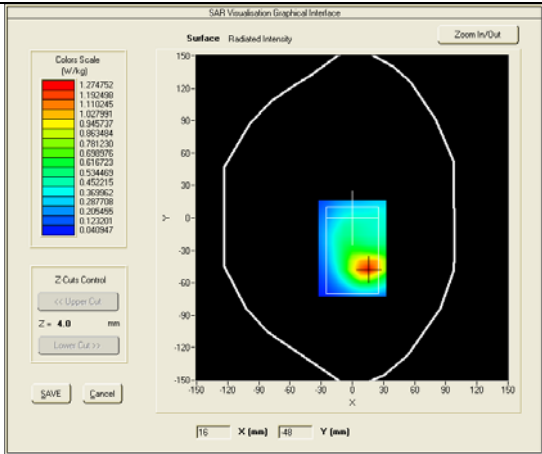 SAR Visualisation Graphical Interface
Surface Radiated Intensity
Zoom In/Out
Colors Scale
(W/kg)
1.274752
1.192498
1.110245
1.027991
0.945737
0.863484
0.781230
0.698976
0.616723
0.534469
0.452215
0.369962
0.287708
0.205455
0.123201
0.040947
Z-Cuts Control
<< Upper Cut
Z = 4.0 mm
Lower Cut >>
SAVE Cancel
150-
120-
90-
60-
30-
Y 0-
-30-
-60-
-90-
-120-
-150-
-150 -120 -90 -60 -30 0 30 60 90 120 150
X
16 X (mm) -48 Y (mm)